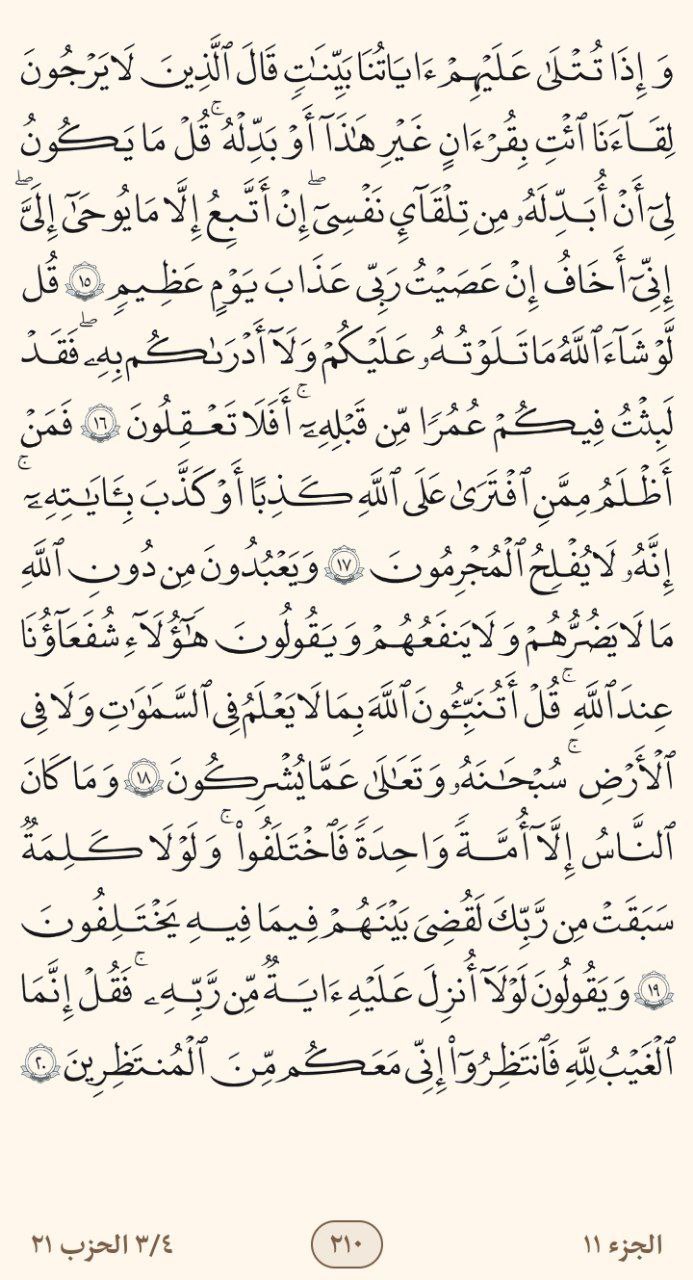 وَإِذَا تُتۡلَىٰ عَلَيۡهِمۡ ءَايَاتُنَا بَيِّنَٰتٖ قَالَ ٱلَّذِينَ لَا يَرۡجُونَ
لِقَآءَنَا ٱئۡتِ بِقُرۡءَانٍ غَيۡرِ هَٰذَآ أَوۡ بَدِّلۡهُۚ قُلۡ مَا يَكُونُ
لِيٓ أَنۡ أُبَدِّلَهُۥ مِن تِلۡقَآيِٕ نَفۡسِيٓۖ إِنۡ أَتَّبِعُ إِلَّا مَا يُوحَىٰٓ إِلَيَّۖ
إِنِّيٓ أَخَافُ إِنۡ عَصَيۡتُ رَبِّي عَذَابَ يَوۡمٍ عَظِيمٖ ١٥ قُل
لَّوۡ شَآءَ ٱللَّهُ مَا تَلَوۡتُهُۥ عَلَيۡكُمۡ وَلَآ أَدۡرَىٰكُم بِهِۦۖ فَقَدۡ
لَبِثۡتُ فِيكُمۡ عُمُرٗا مِّن قَبۡلِهِۦٓۚ أَفَلَا تَعۡقِلُونَ ١٦ فَمَنۡ
أَظۡلَمُ مِمَّنِ ٱفۡتَرَىٰ عَلَى ٱللَّهِ كَذِبًا أَوۡ كَذَّبَ بِـَٔايَٰتِهِۦٓۚ
إِنَّهُۥ لَا يُفۡلِحُ ٱلۡمُجۡرِمُونَ ١٧ وَيَعۡبُدُونَ مِن دُونِ ٱللَّهِ
مَا لَا يَضُرُّهُمۡ وَلَا يَنفَعُهُمۡ وَيَقُولُونَ هَٰٓؤُلَآءِ شُفَعَٰٓؤُنَا
عِندَ ٱللَّهِۚ قُلۡ أَتُنَبِّـُٔونَ ٱللَّهَ بِمَا لَا يَعۡلَمُ فِي ٱلسَّمَٰوَٰتِ وَلَا فِي
ٱلۡأَرۡضِۚ سُبۡحَٰنَهُۥ وَتَعَٰلَىٰ عَمَّا يُشۡرِكُونَ ١٨ وَمَا كَانَ
ٱلنَّاسُ إِلَّآ أُمَّةٗ وَٰحِدَةٗ فَٱخۡتَلَفُواْۚ وَلَوۡلَا كَلِمَةٞ
سَبَقَتۡ مِن رَّبِّكَ لَقُضِيَ بَيۡنَهُمۡ فِيمَا فِيهِ يَخۡتَلِفُونَ
١٩ وَيَقُولُونَ لَوۡلَآ أُنزِلَ عَلَيۡهِ ءَايَةٞ مِّن رَّبِّهِۦۚ فَقُلۡ إِنَّمَا
ٱلۡغَيۡبُ لِلَّهِ فَٱنتَظِرُوٓاْ إِنِّي مَعَكُم مِّنَ ٱلۡمُنتَظِرِينَ ٢٠
الجزء ١١
٢١٠
٣/٤ الحزب ٢١